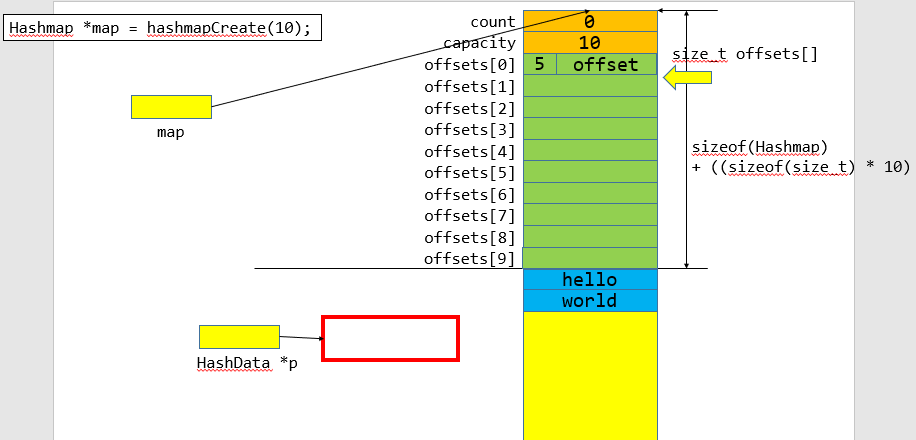 Hashmap *map = hashmapCreate(10);
count 0
capacity 10
offsets[0] 5 offset
size_t offsets[]
offsets[1]
offsets[2]
map
offsets[3]
offsets[4]
sizeof(Hashmap)
+ ((sizeof(size_t) * 10)
offsets[5]
offsets[6]
offsets[7]
offsets[8]
offsets[9]
hello
world
HashData *p